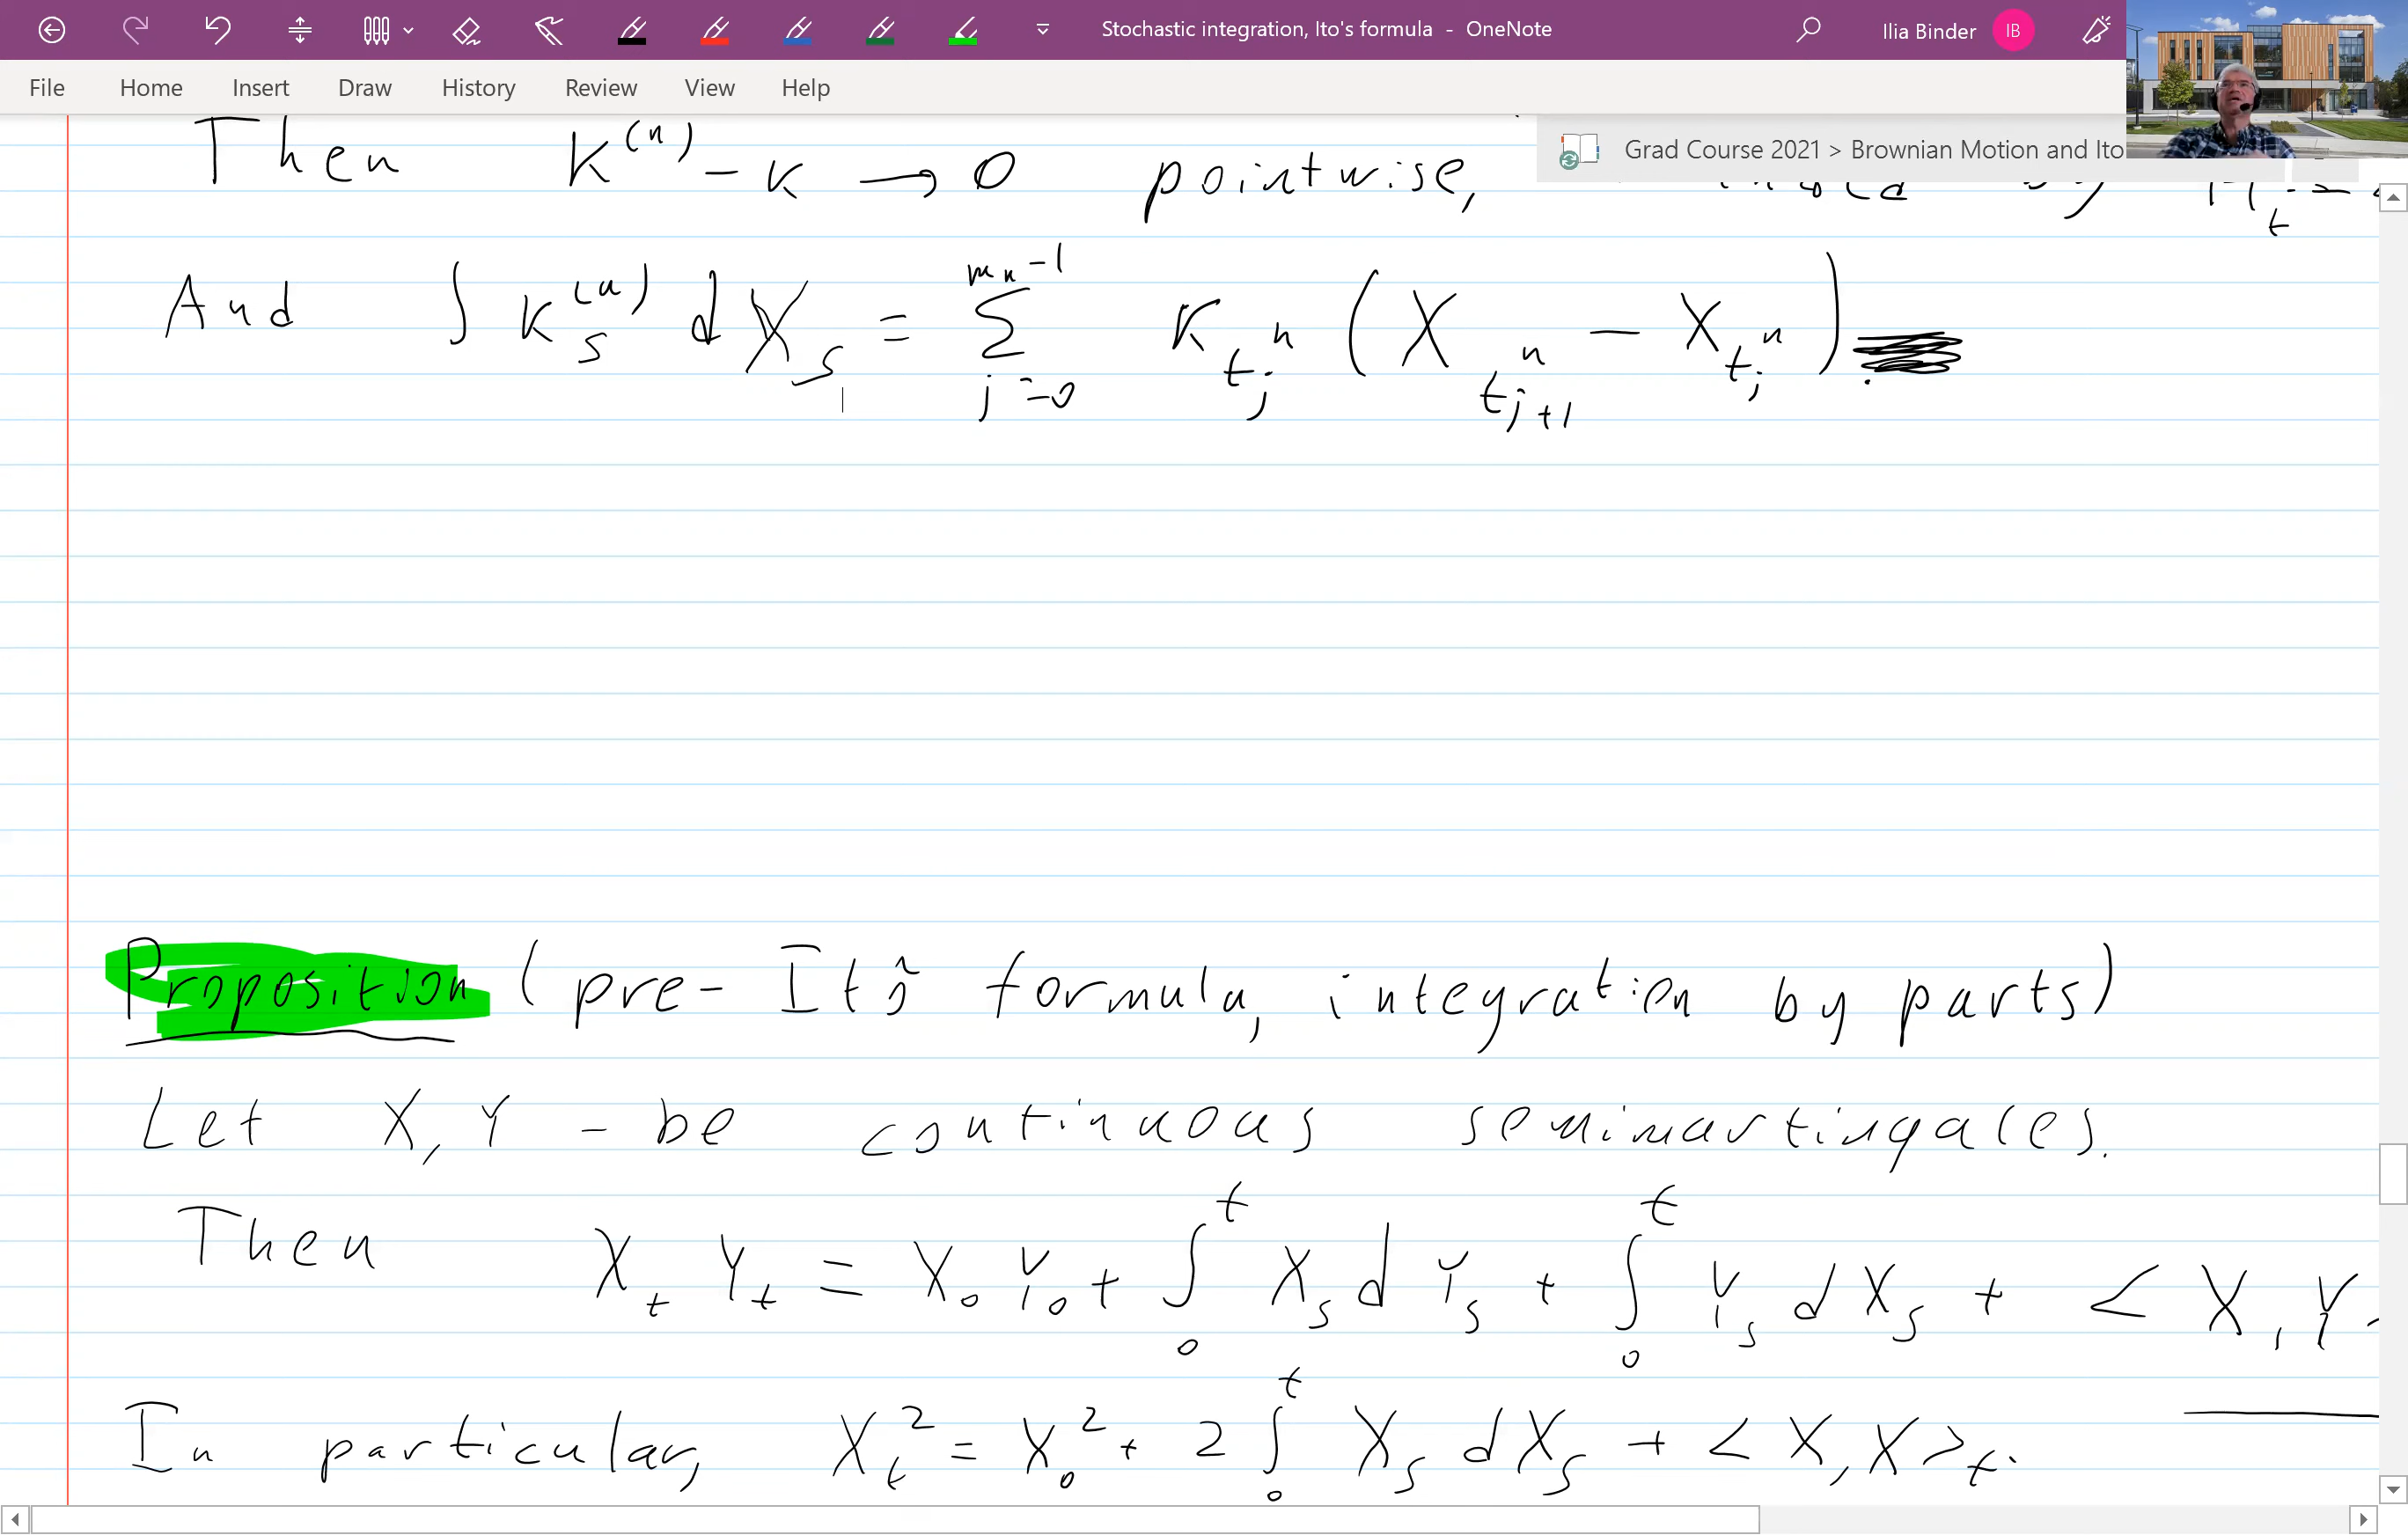 Stochastic integration, Ito's formula - OneNote
Ilia Binder
IB
File Home Insert Draw History Review View Help
Grad Course 2021 > Brownian Motion and Ito
Then K^(n) - K → 0 pointwise,
And ∫ K_s^(n) dX_s = Σ_{j=0}^{m_n-1} K_{t_j^n} (X_{t_{j+1}^n} - X_{t_j^n})
Proposition (pre-Itô formula, integration by parts)
Let X, Y - be continuous semimartingales.
Then X_t Y_t = X_0 Y_0 + ∫_0^t X_s dY_s + ∫_0^t Y_s dX_s + < X, Y
In particular, X_t^2 = X_0^2 + 2 ∫_0^t X_s dX_s + < X, X >_t.